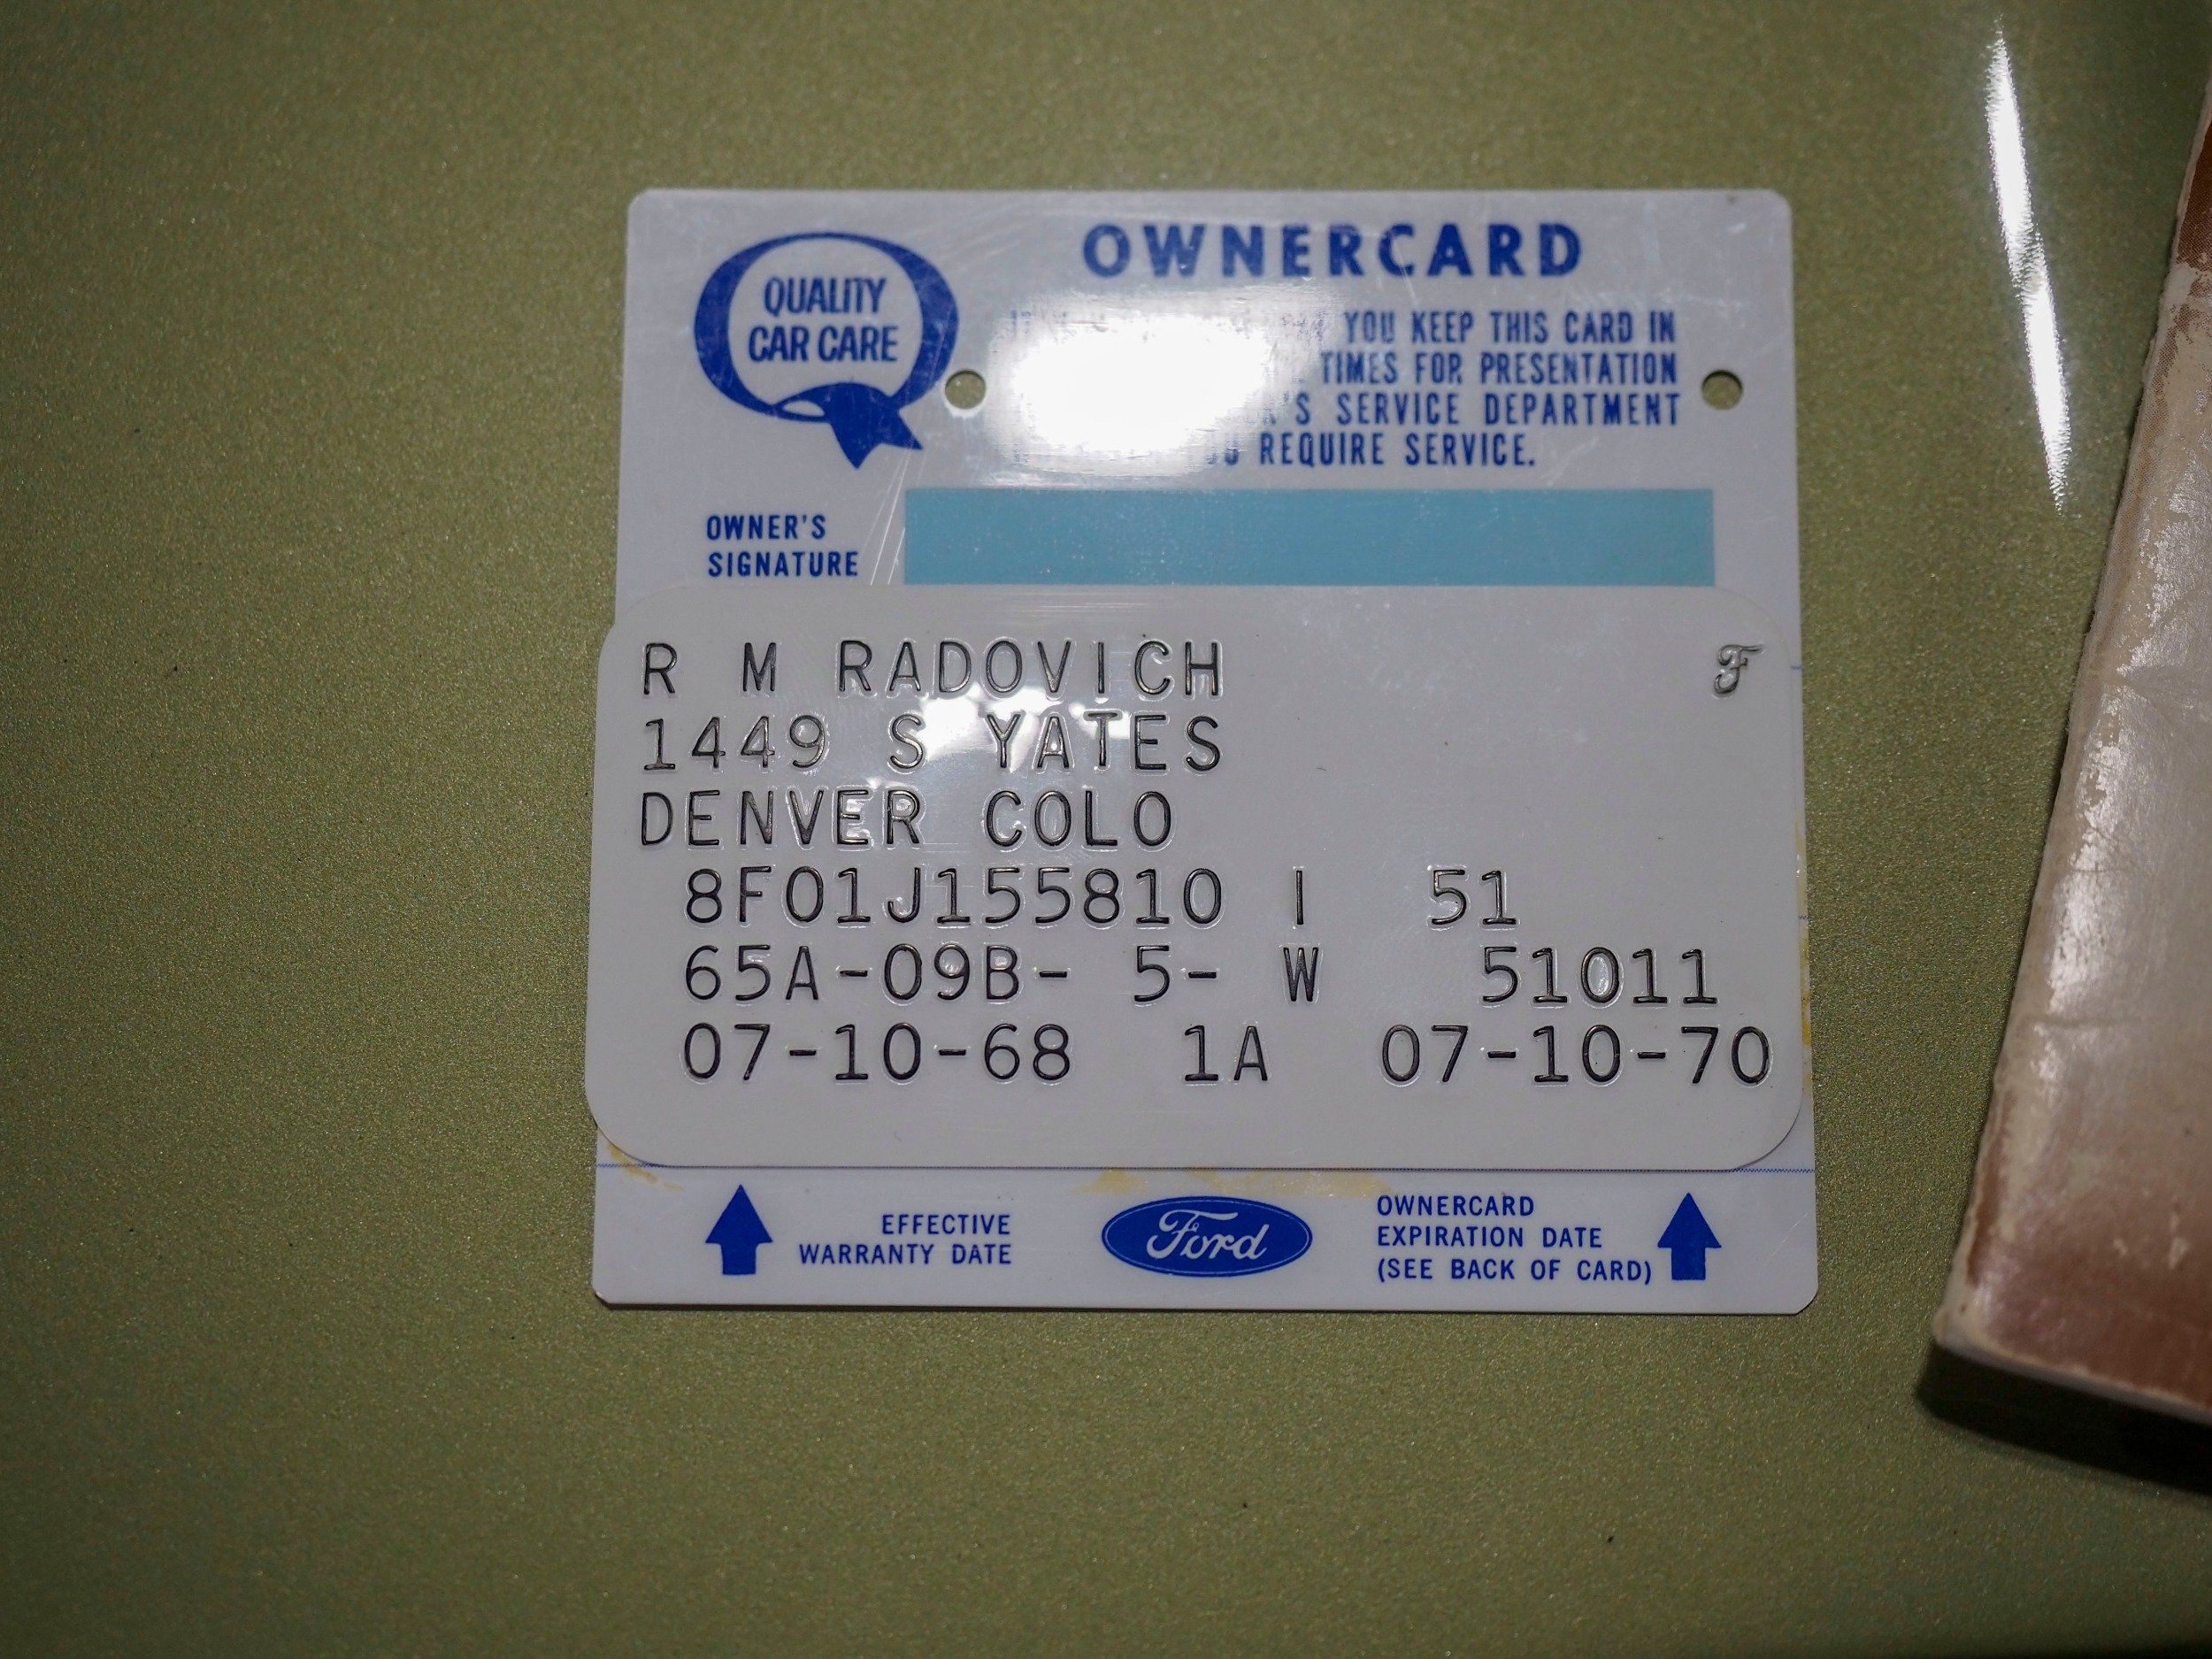 QUALITY
CAR CARE
OWNERCARD
YOU KEEP THIS CARD IN
TIMES FOR PRESENTATION
SERVICE DEPARTMENT
REQUIRE SERVICE.
OWNER'S
SIGNATURE
R M RADOVICH F
1449 S YATES
DENVER COLO
8F01J155810 I 51
65A-09B- 5- W 51011
07-10-68 1A 07-10-70
EFFECTIVE
WARRANTY DATE
Ford
OWNERCARD
EXPIRATION DATE
(SEE BACK OF CARD)